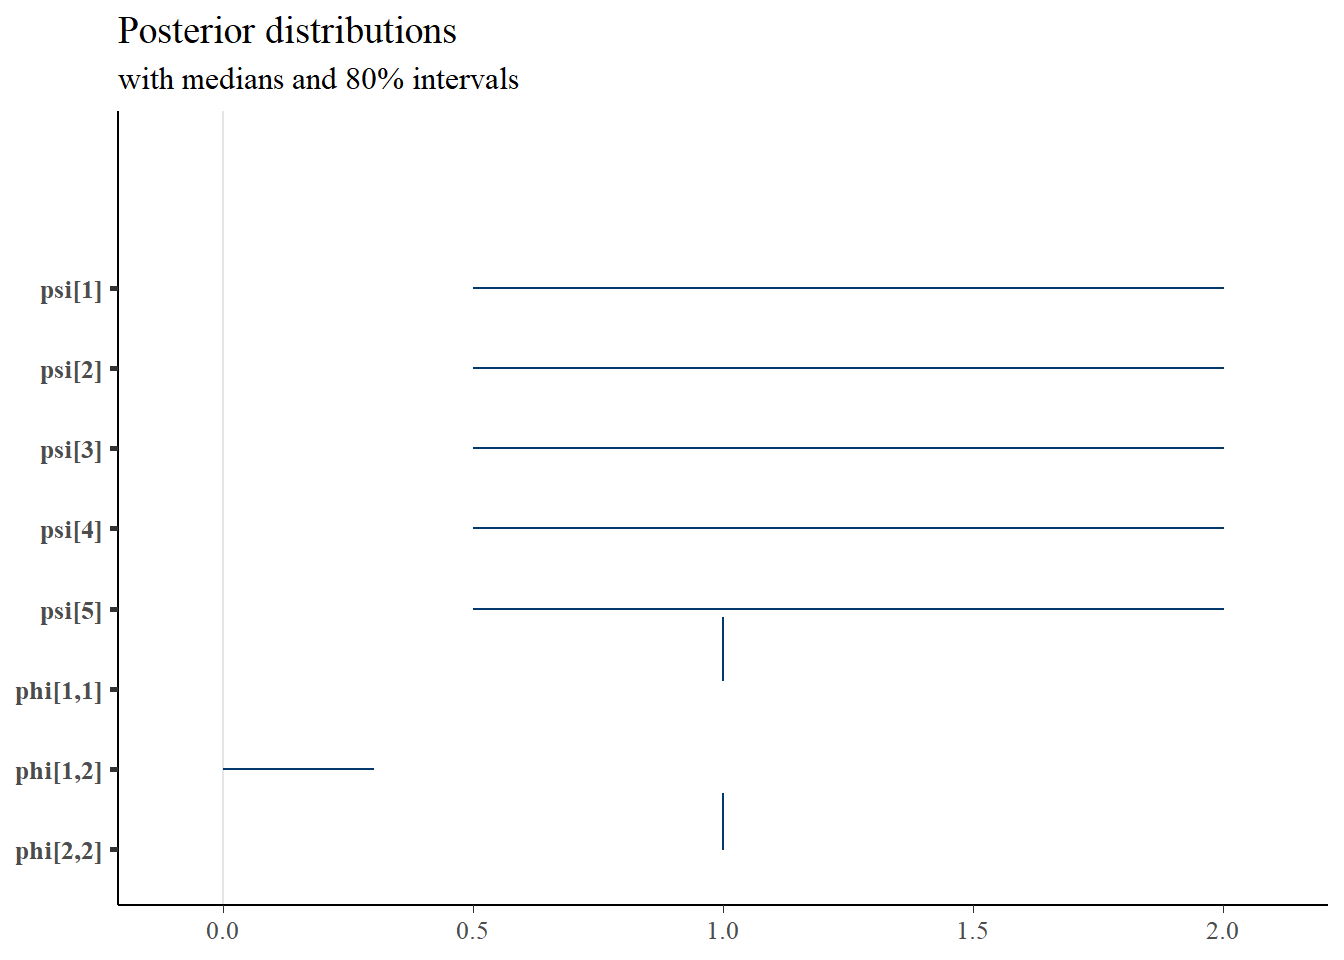 Posterior distributions
with medians and 80% intervals
psi[1]
psi[2]
psi[3]
psi[4]
psi[5]
phi[1,1]
phi[1,2]
phi[2,2]
0.0 0.5 1.0 1.5 2.0